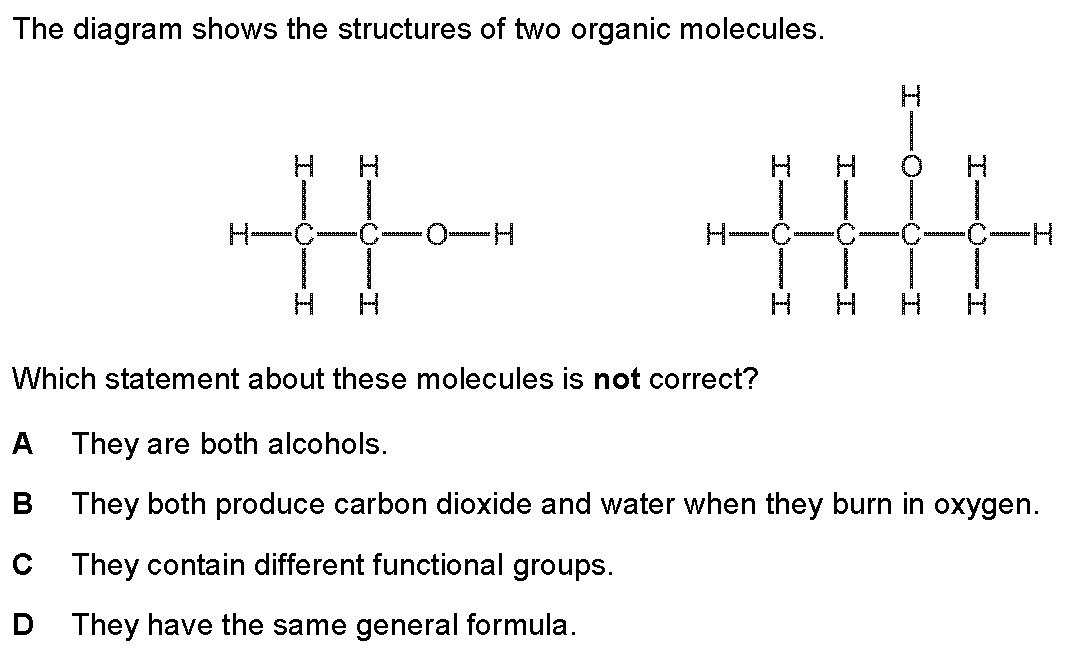 The diagram shows the structures of two organic molecules.
H
H H H H O H
H C C O H H C C C C H
H H H H H H
Which statement about these molecules is not correct?
A They are both alcohols.
B They both produce carbon dioxide and water when they burn in oxygen.
C They contain different functional groups.
D They have the same general formula.